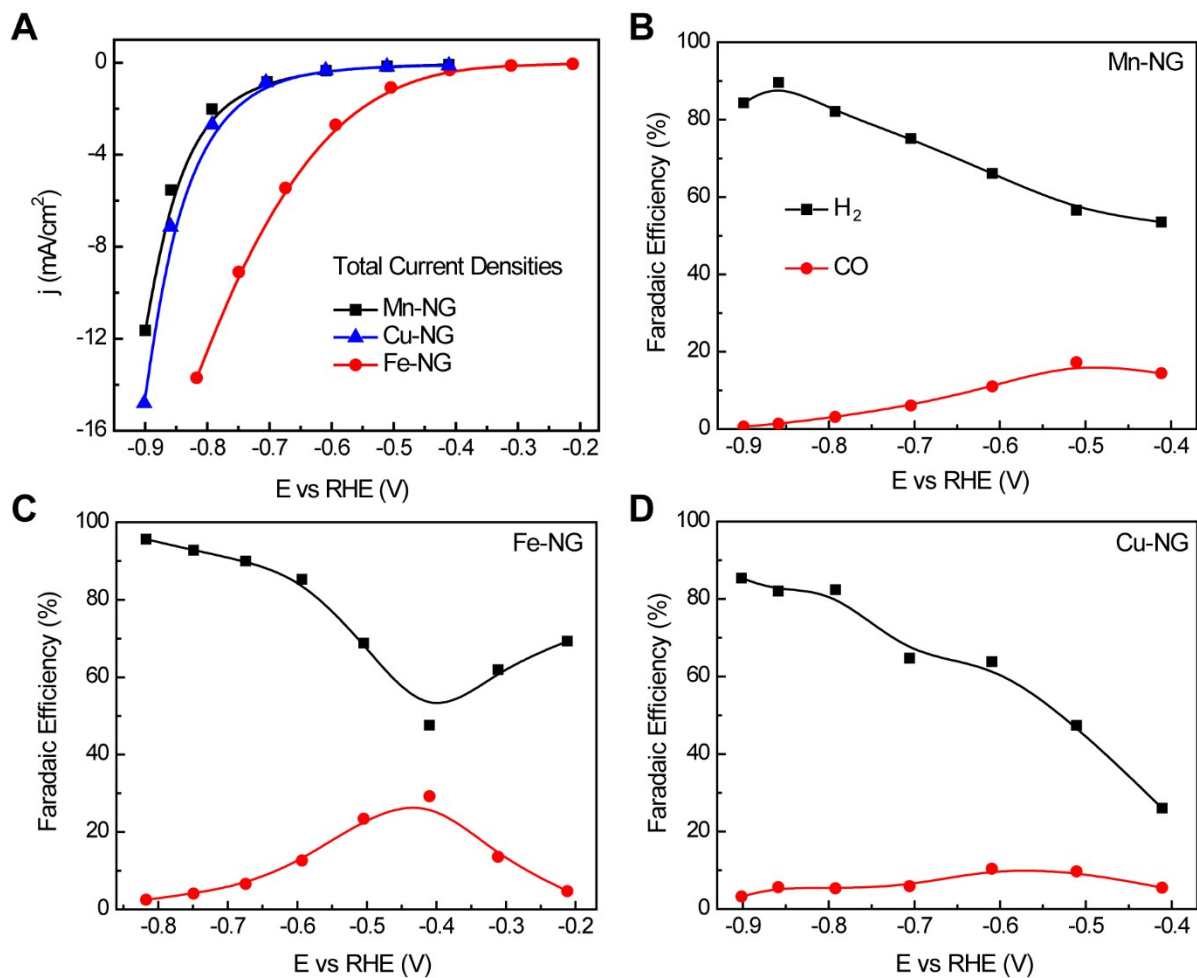 A
0
-4
-8
-12
-16
j (mA/cm²)
Total Current Densities
Mn-NG
Cu-NG
Fe-NG
-0.9 -0.8 -0.7 -0.6 -0.5 -0.4 -0.3 -0.2
E vs RHE (V)
B
Mn-NG
100
80
60
40
20
0
Faradaic Efficiency (%)
H₂
CO
-0.9 -0.8 -0.7 -0.6 -0.5 -0.4
E vs RHE (V)
C
Fe-NG
100
80
60
40
20
0
Faradaic Efficiency (%)
-0.8 -0.7 -0.6 -0.5 -0.4 -0.3 -0.2
E vs RHE (V)
D
Cu-NG
100
80
60
40
20
0
Faradaic Efficiency (%)
-0.9 -0.8 -0.7 -0.6 -0.5 -0.4
E vs RHE (V)